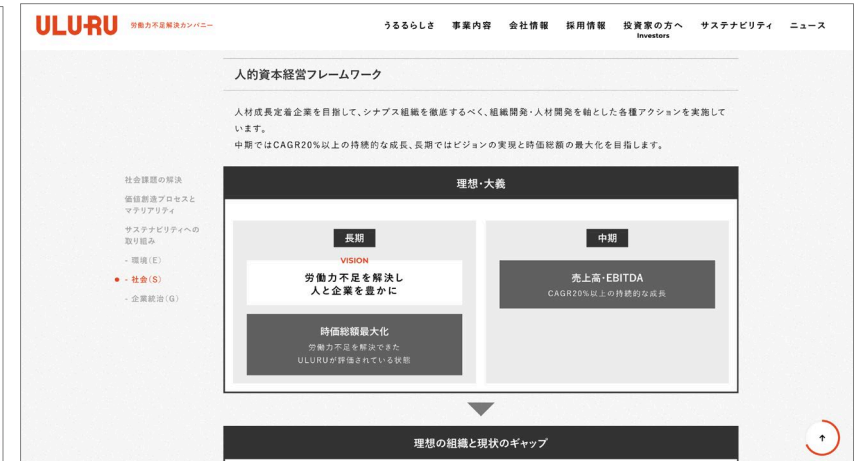 ULURU 労働力不足解決カンパニー
うるるらしさ 事業内容 会社情報 採用情報 投資家の方へ サステナビリティ ニュース
Investors
人的資本経営フレームワーク
人材成長定着企業を目指して、シナプス組織を徹底するべく、組織開発・人材開発を軸とした各種アクションを実施して
います。
中期ではCAGR20%以上の持続的な成長、長期ではビジョンの実現と時価総額の最大化を目指します。
社会課題の解決
価値創造プロセスと
マテリアリティ
サステナビリティへの
取り組み
- 環境(E)
- 社会(S)
- 企業統治(G)
理想・大義
長期
VISION
労働力不足を解決し
人と企業を豊かに
時価総額最大化
労働力不足を解決できた
ULURUが評価されている状態
中期
売上高・EBITDA
CAGR20%以上の持続的な成長
理想の組織と現状のギャップ